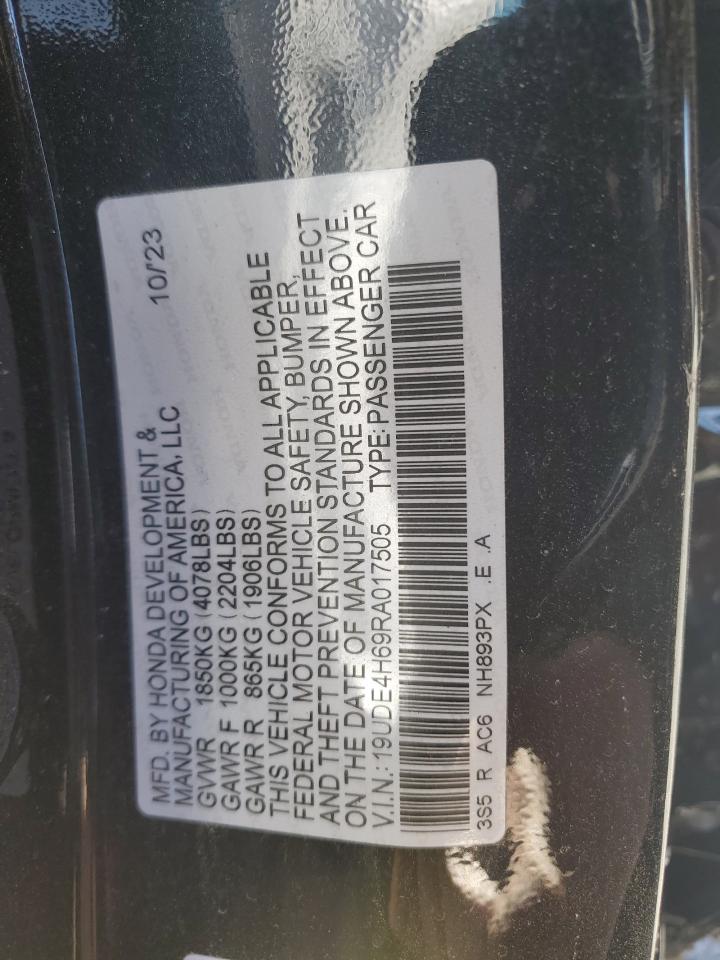 MFD. BY HONDA DEVELOPMENT & 10/'23
MANUFACTURING OF AMERICA, LLC
GVWR 1850KG (4078LBS)
GAWR F 1000KG (2204LBS)
GAWR R 865KG (1906LBS)
THIS VEHICLE CONFORMS TO ALL APPLICABLE
FEDERAL MOTOR VEHICLE SAFETY, BUMPER,
AND THEFT PREVENTION STANDARDS IN EFFECT
ON THE DATE OF MANUFACTURE SHOWN ABOVE.
V.I.N.: 19UDE4H69RA017505 TYPE: PASSENGER CAR
3S5 R AC6 NH893PX .E .A